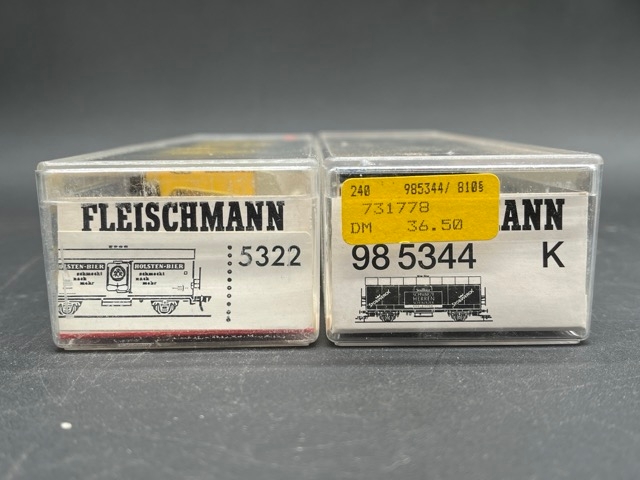 FLEISCHMANN
5322
HOLSTEN-BIER HOLSTEN-BIER
schmeckt schmeckt
nach nach
mehr mehr
240 985344/ 810§
731778
DM 36.50
ANN
98 5344 K